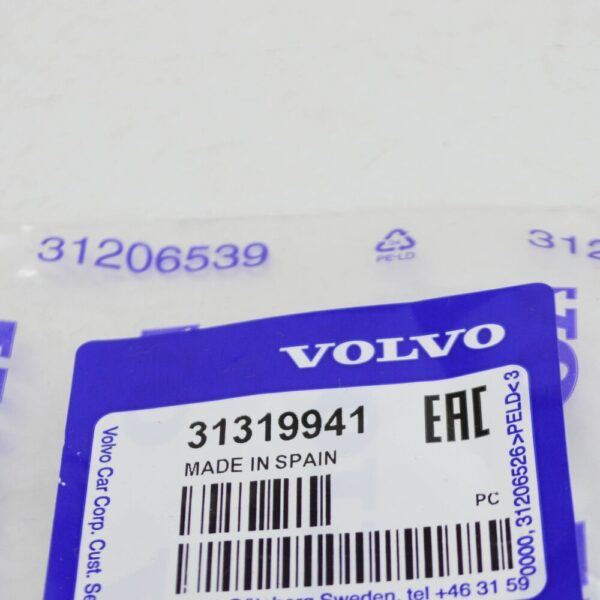 31206539
PE-LD
312
VOLVO
31319941
EAC
MADE IN SPAIN
PC
Volvo Car Corp. Cust. Se
Göteborg Sweden, tel +46 31 59
0000, 31206526>PELD<3